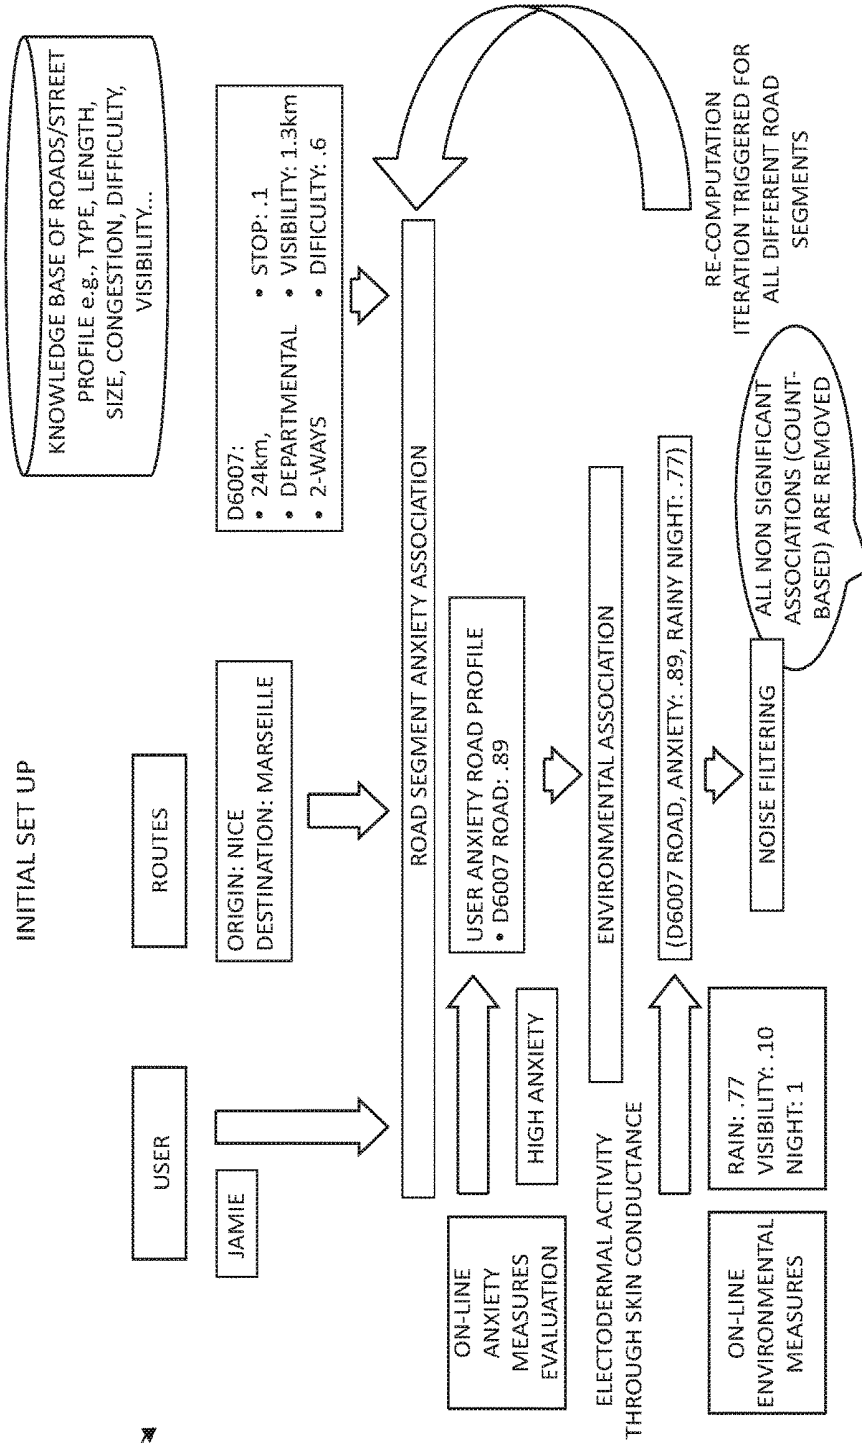 INITIAL SET UP
USER
ROUTES
KNOWLEDGE BASE OF ROADS/STREET
PROFILE e.g., TYPE, LENGTH,
SIZE, CONGESTION, DIFFICULTY,
VISIBILITY...
JAMIE
ORIGIN: NICE
DESTINATION: MARSEILLE
D6007:
• 24km,
• DEPARTMENTAL
• 2-WAYS
• STOP: .1
• VISIBILITY: 1.3km
• DIFICULTY: .6
ROAD SEGMENT ANXIETY ASSOCIATION
ON-LINE
ANXIETY
MEASURES
EVALUATION
HIGH ANXIETY
USER ANXIETY ROAD PROFILE
• D6007 ROAD: .89
ELECTODERMAL ACTIVITY
THROUGH SKIN CONDUCTANCE
ENVIRONMENTAL ASSOCIATION
RE-COMPUTATION
ITERATION TRIGGERED FOR
ALL DIFFERENT ROAD
SEGMENTS
(D6007 ROAD, ANXIETY: .89, RAINY NIGHT: .77)
ON-LINE
ENVIRONMENTAL
MEASURES
RAIN: .77
VISIBILITY: .10
NIGHT: 1
NOISE FILTERING
ALL NON SIGNIFICANT
ASSOCIATIONS (COUNT-
BASED) ARE REMOVED